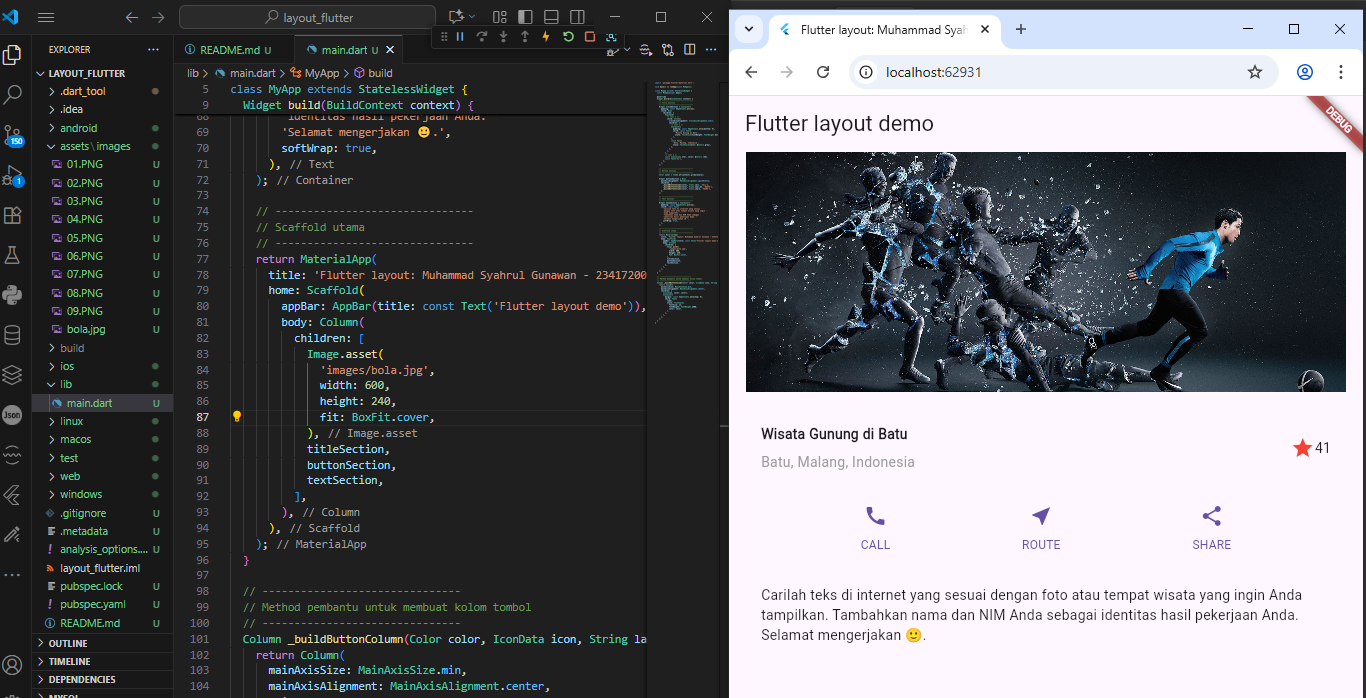 layout_flutter
EXPLORER
LAYOUT_FLUTTER
.dart_tool
.idea
android
assets\images
01.PNG U
02.PNG U
03.PNG U
04.PNG U
05.PNG U
06.PNG U
07.PNG U
08.PNG U
09.PNG U
bola.jpg U
build
ios
lib
main.dart U
linux
macos
test
web
windows
.gitignore U
.metadata U
analysis_options.... U
layout_flutter.iml
pubspec.lock U
pubspec.yaml U
README.md U
OUTLINE
TIMELINE
DEPENDENCIES
MYSQL
150
1
Json
README.md U
main.dart U
lib > main.dart > MyApp > build
5 class MyApp extends StatelessWidget {
9 Widget build(BuildContext context) {
68 'identitas hasil pekerjaan Anda.
69 'Selamat mengerjakan 🙂.',
70 softWrap: true,
71 ), // Text
72 ); // Container
73
74 // -------------------------------
75 // Scaffold utama
76 // -------------------------------
77 return MaterialApp(
78 title: 'Flutter layout: Muhammad Syahrul Gunawan - 23417200
79 home: Scaffold(
80 appBar: AppBar(title: const Text('Flutter layout demo')),
81 body: Column(
82 children: [
83 Image.asset(
84 'images/bola.jpg',
85 width: 600,
86 height: 240,
87 fit: BoxFit.cover,
88 ), // Image.asset
89 titleSection,
90 buttonSection,
91 textSection,
92 ],
93 ), // Column
94 ), // Scaffold
95 ); // MaterialApp
96 }
97
98 // -------------------------------
99 // Method pembantu untuk membuat kolom tombol
100 // -------------------------------
101 Column _buildButtonColumn(Color color, IconData icon, String la
102 return Column(
103 mainAxisSize: MainAxisSize.min,
104 mainAxisAlignment: MainAxisAlignment.center,
Flutter layout: Muhammad Syah
localhost:62931
DEBUG
Flutter layout demo
Wisata Gunung di Batu
Batu, Malang, Indonesia
41
CALL ROUTE SHARE
Carilah teks di internet yang sesuai dengan foto atau tempat wisata yang ingin Anda
tampilkan. Tambahkan nama dan NIM Anda sebagai identitas hasil pekerjaan Anda.
Selamat mengerjakan 🙂.